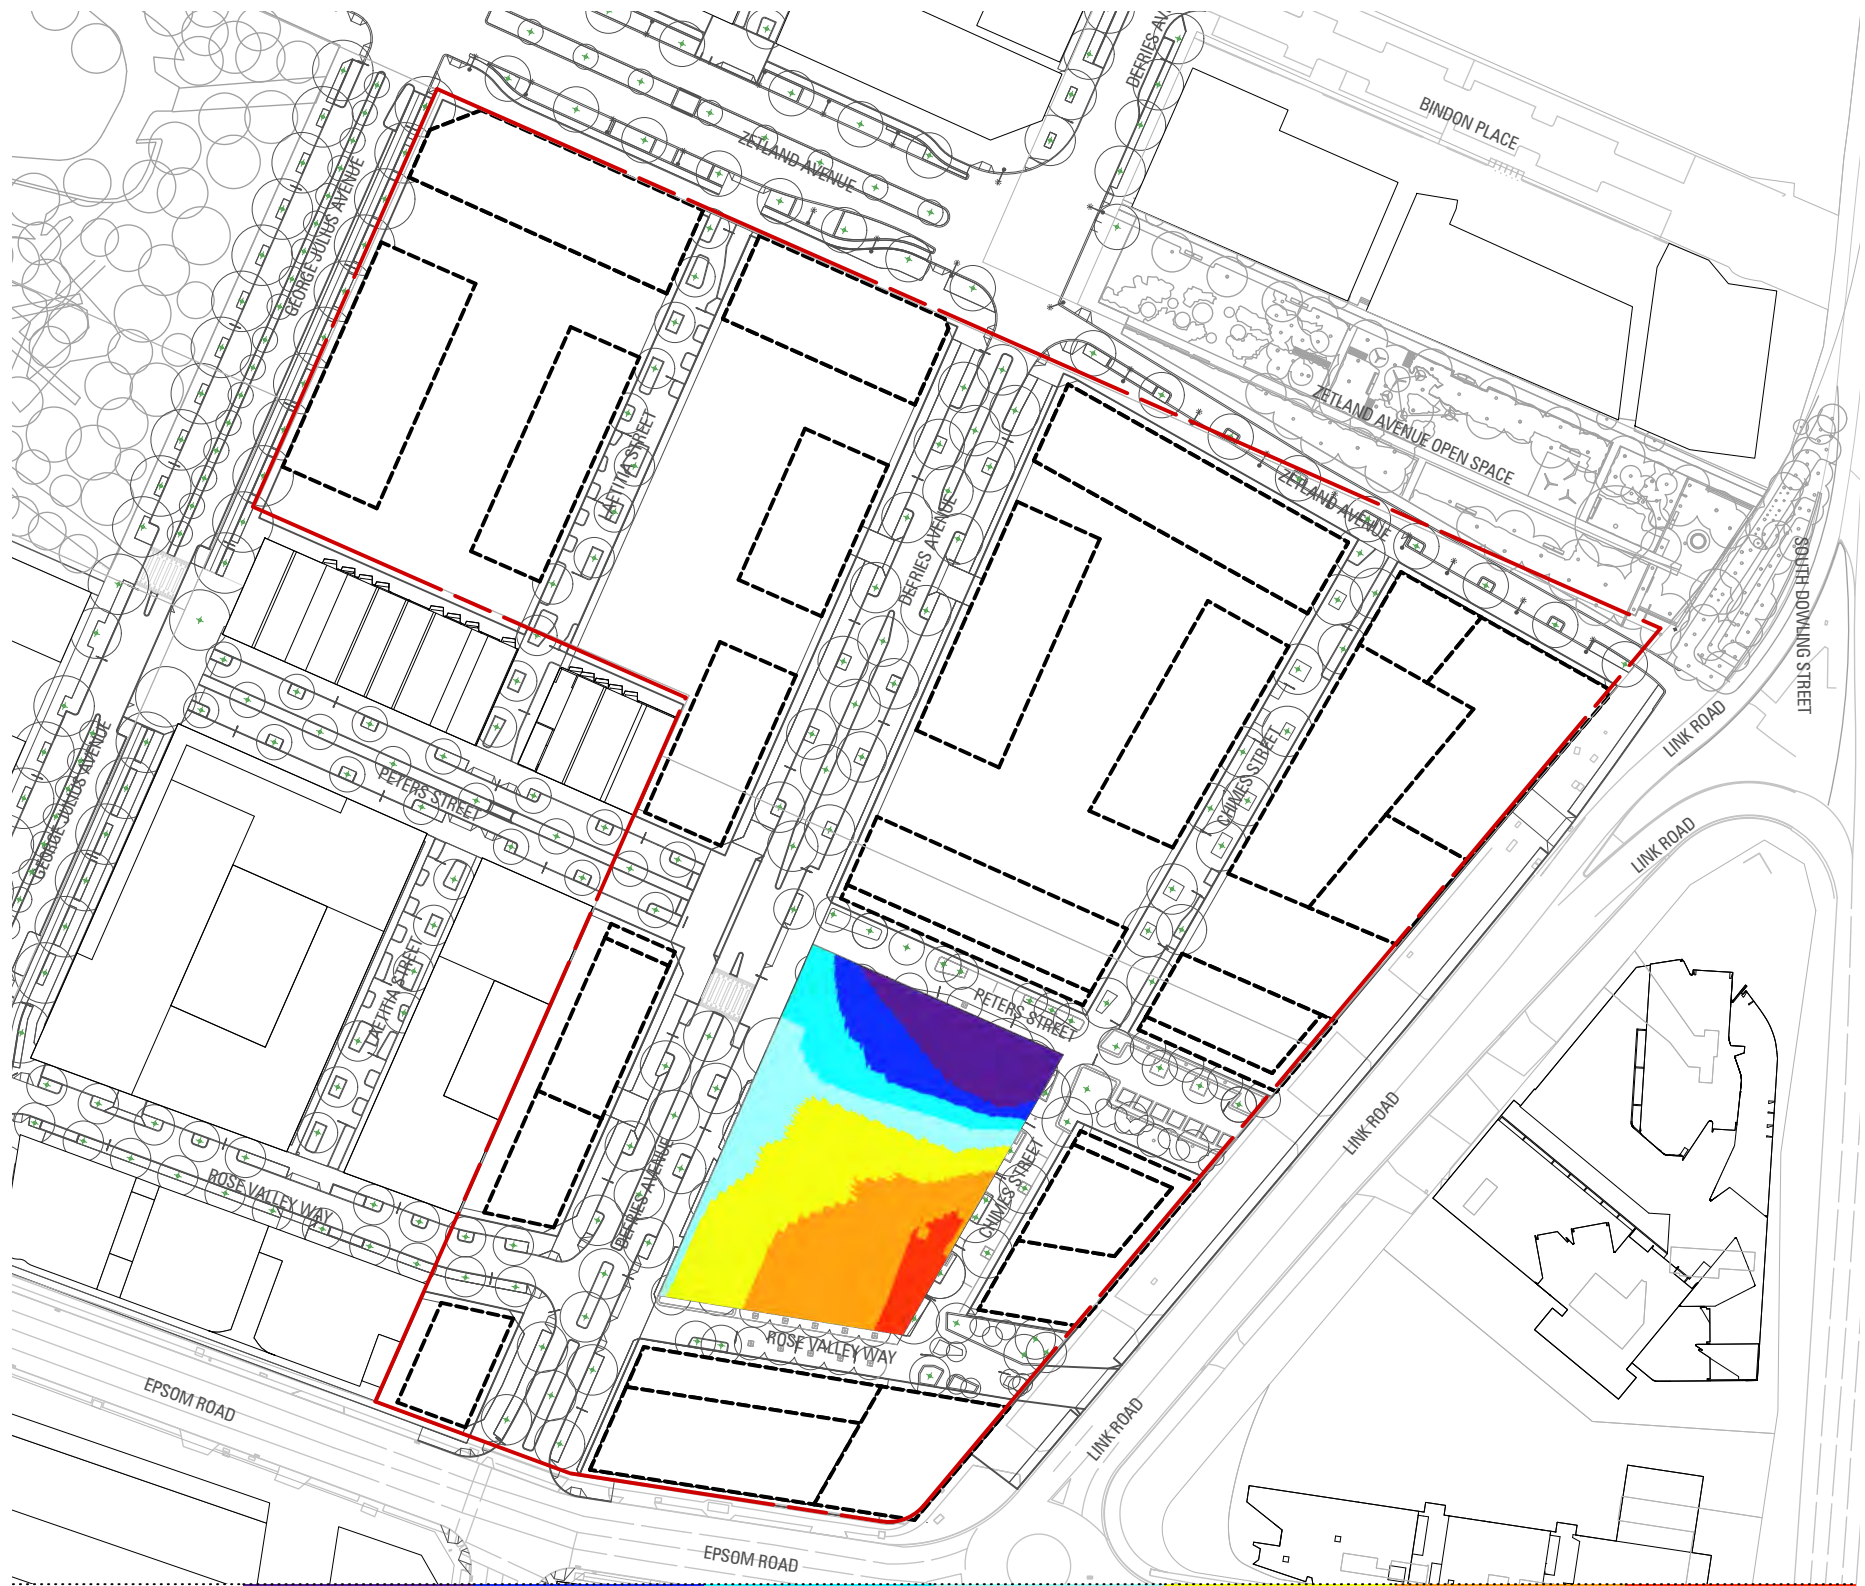 DEFRIES AV
BINDON PLACE
ZETLAND AVENUE
GEORGE JULIUS AVENUE
ZETLAND AVENUE OPEN SPACE
LAETITIA STREET
ZETLAND AVENUE
DEFRIES AVENUE
SOUTH DOWLING STREET
LINK ROAD
GEORGE JULIUS AVENUE
PETERS STREET
CHIMES STREET
LINK ROAD
LAETITIA STREET
PETERS STREET
LINK ROAD
ROSE VALLEY WAY
DEFRIES AVENUE
CHIMES STREET
ROSE VALLEY WAY
EPSOM ROAD
LINK ROAD
EPSOM ROAD